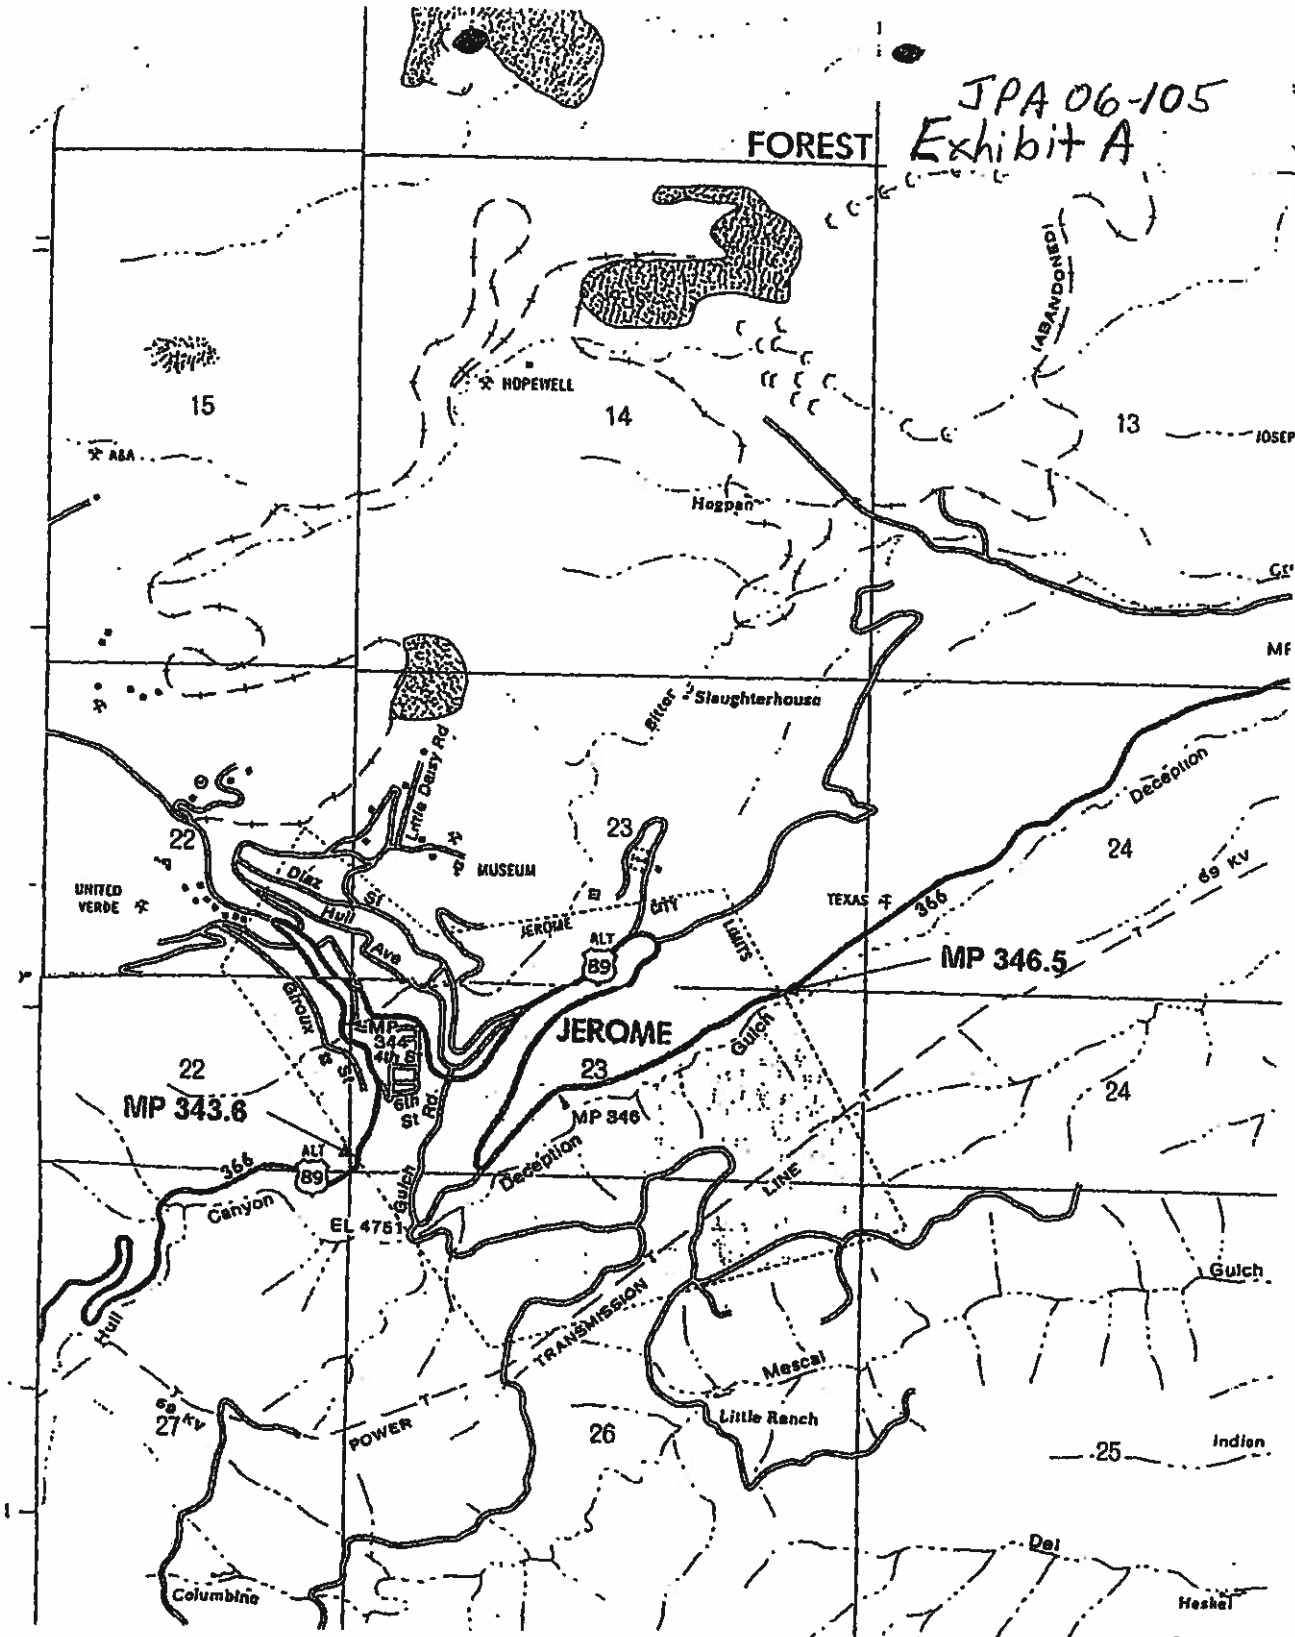 JPA 06-105
FOREST
Exhibit A
(ABANDONED)
HOPEWELL
15
14
13
A&A
JOSEP
Hogpen
Bitter
Slaughterhouse
Little Daisy Rd
Deception
22
23
24
MUSEUM
Diaz
St
69 KV
UNITED
VERDE
Hull
Ave
JEROME
CITY
LIMITS
TEXAS
366
ALT
89
MP 346.5
Giroux
St
MP
344
4th St
JEROME
Gulch
22
23
24
6th
St
Rd
MP 343.6
MP 346
366
ALT
89
Gulch
Deception
LINE
Canyon
EL 4751
Gulch
Hull
TRANSMISSION
Mescal
69 KV
27
POWER
Little Ranch
26
25
Indian
Del
Columbina
Heskel